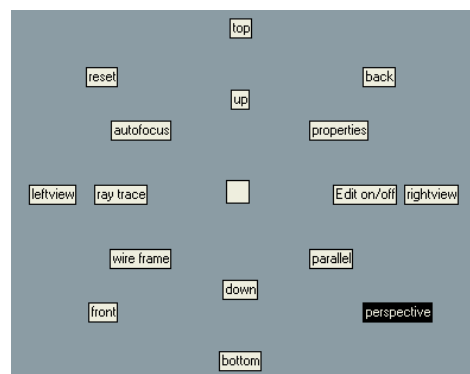 top
reset
back
up
autofocus
properties
leftview
ray trace
Edit on/off
rightview
wire frame
parallel
down
front
perspective
bottom